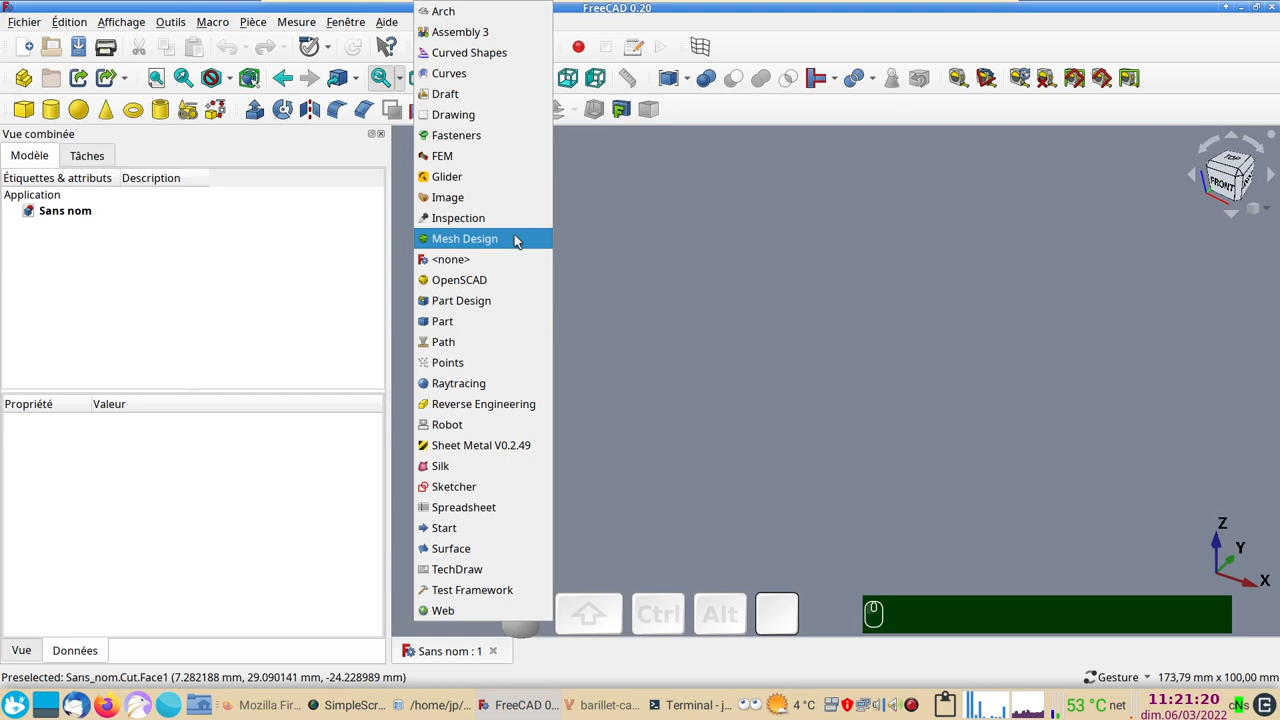 FreeCAD 0.20
Fichier Édition Affichage Outils Macro Pièce Mesure Fenêtre Aide
Arch
Assembly 3
Curved Shapes
Curves
Draft
Drawing
Fasteners
FEM
Glider
Image
Inspection
Mesh Design
<none>
OpenSCAD
Part Design
Part
Path
Points
Raytracing
Reverse Engineering
Robot
Sheet Metal V0.2.49
Silk
Sketcher
Spreadsheet
Start
Surface
TechDraw
Test Framework
Web
Vue combinée
Modèle Tâches
Étiquettes & attributs Description
Application
Sans nom
Propriété Valeur
Vue Données
TOP
FRONT
Z
Y
X
Ctrl Alt
Sans nom : 1
Preselected: Sans_nom.Cut.Face1 (7.282188 mm, 29.090141 mm, -24.228989 mm)
Gesture 173,79 mm x 100,00 mm
Mozilla Fir... SimpleScr... /home/jp/... FreeCAD 0... barillet-ca... Terminal - j... 4 °C 53 °C net 11:21:20
dim.06/03/2022